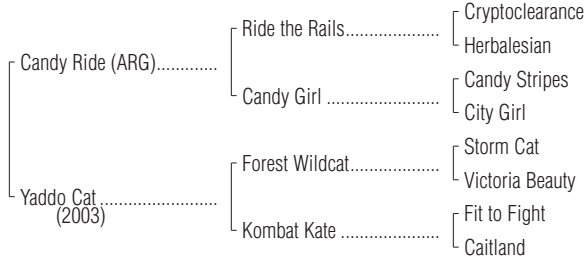 Cryptoclearance
Ride the Rails
Herbalesian
Candy Ride (ARG)
Candy Stripes
Candy Girl
City Girl
Storm Cat
Forest Wildcat
Victoria Beauty
Yaddo Cat
(2003)
Fit to Fight
Kombat Kate
Caitland